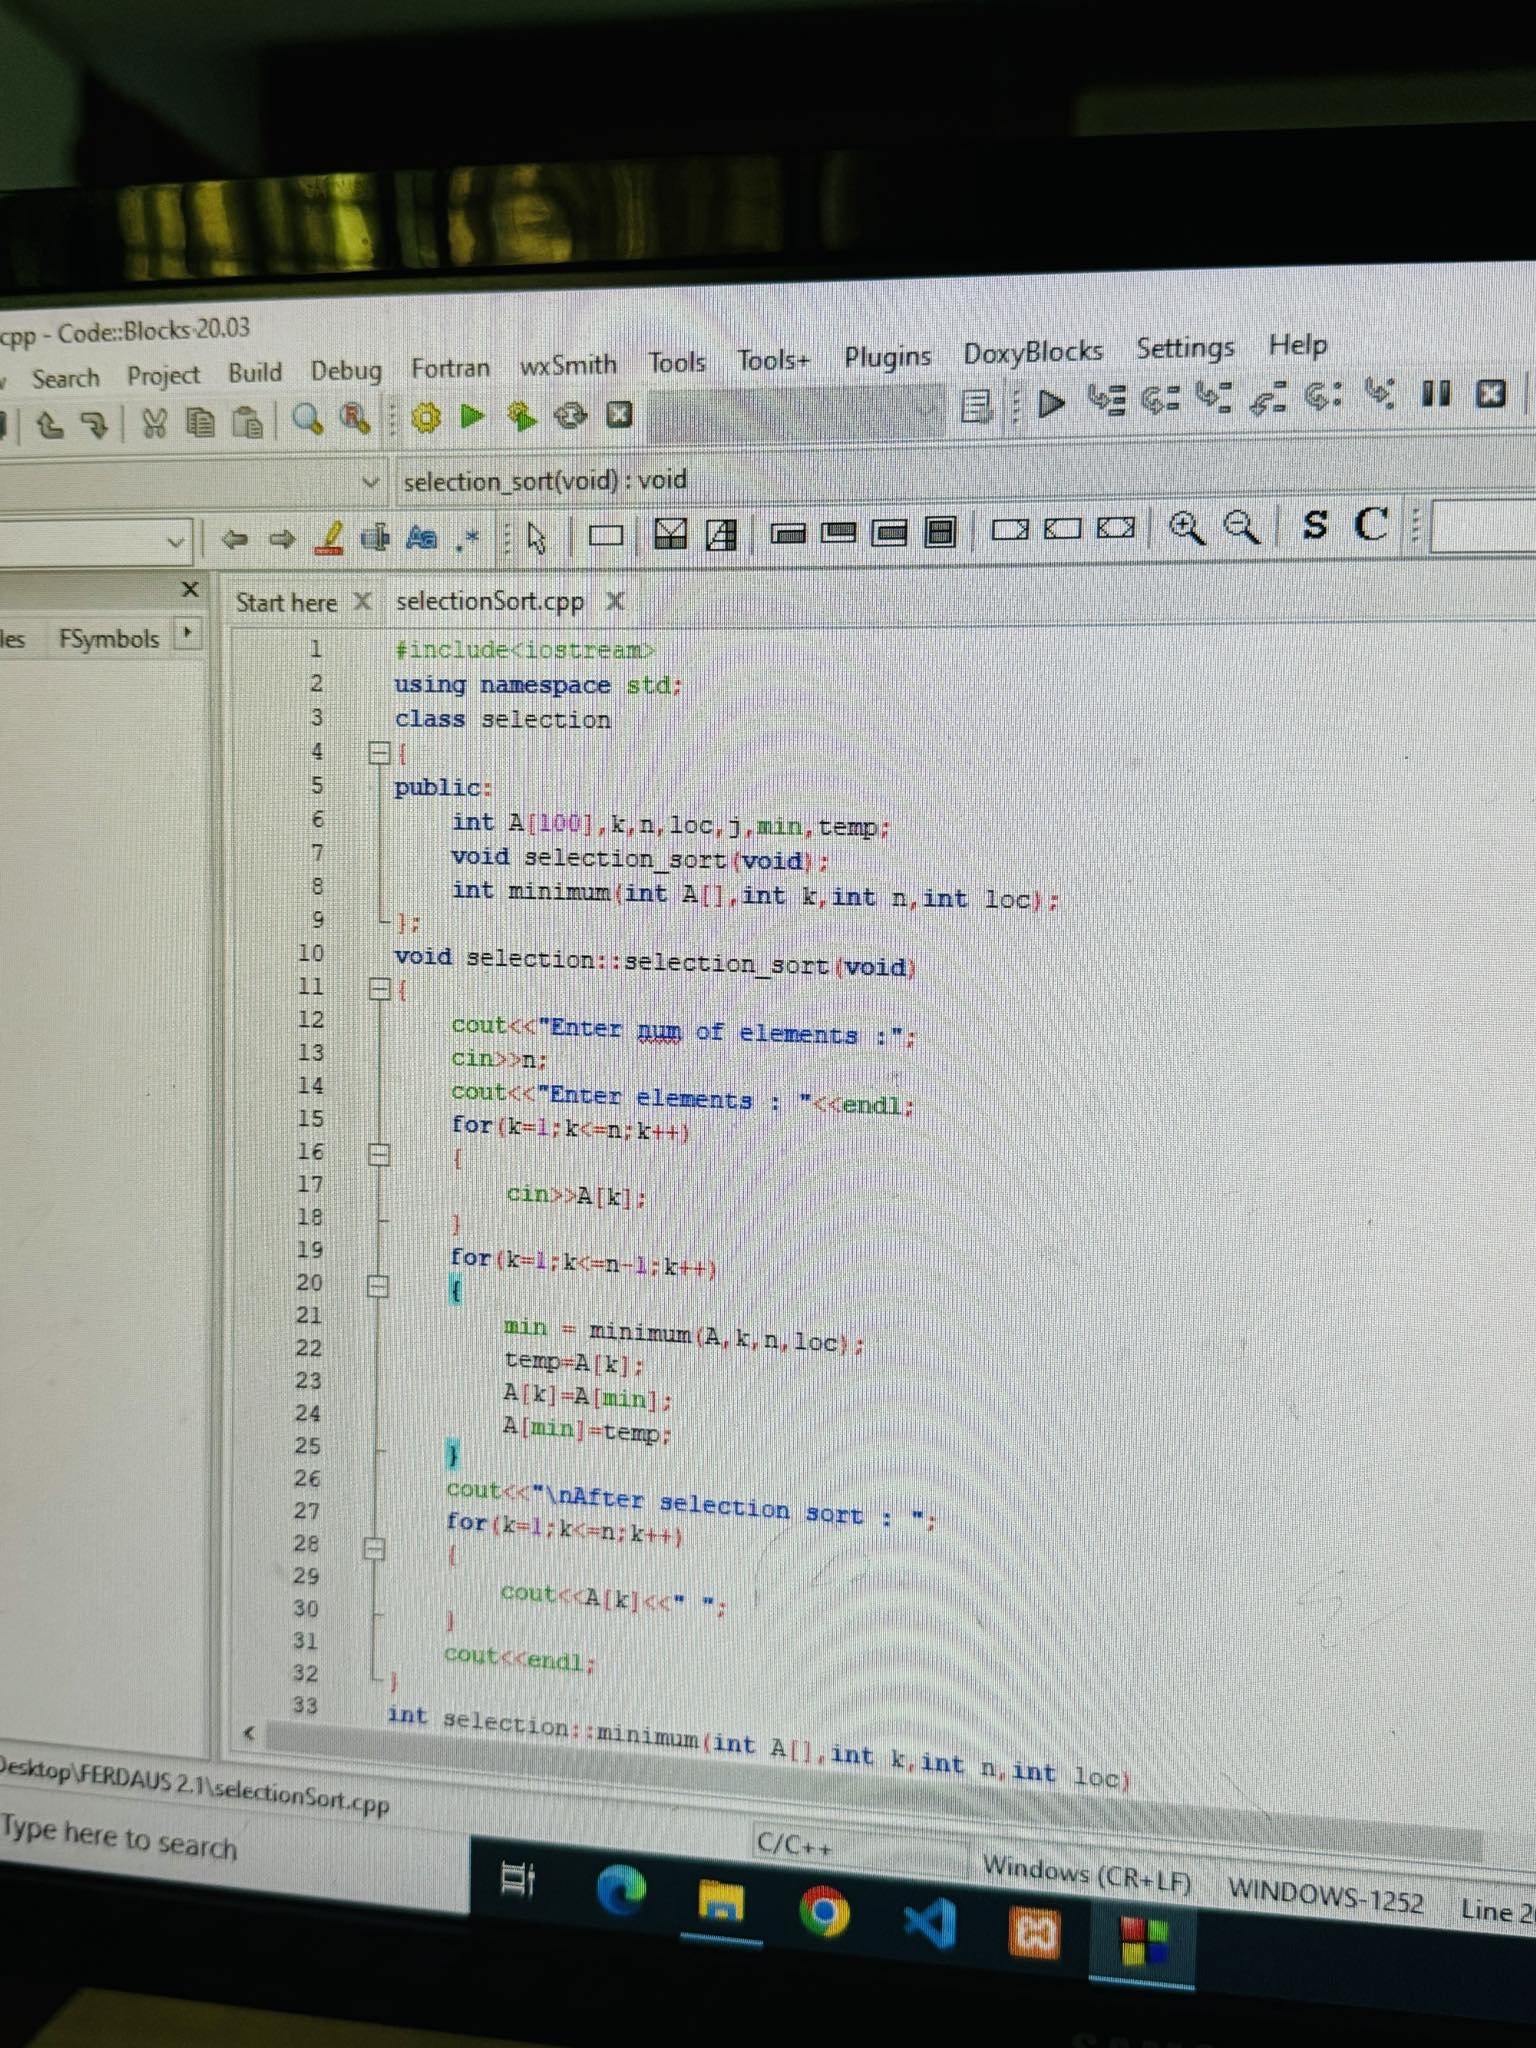 cpp - Code::Blocks 20.03
Search Project Build Debug Fortran wxSmith Tools Tools+ Plugins DoxyBlocks Settings Help
selection_sort(void) : void
Aa .* S C
Start here X selectionSort.cpp X
les FSymbols
1 #include<iostream>
2 using namespace std;
3 class selection
4 {
5 public:
6 int A[100],k,n,loc,j,min,temp;
7 void selection_sort(void);
8 int minimum(int A[],int k,int n,int loc);
9 };
10 void selection::selection_sort(void)
11 {
12 cout<<"Enter num of elements :";
13 cin>>n;
14 cout<<"Enter elements : "<<endl;
15 for(k=1;k<=n;k++)
16 {
17 cin>>A[k];
18 }
19 for(k=1;k<=n-1;k++)
20 {
21 min = minimum(A,k,n,loc);
22 temp=A[k];
23 A[k]=A[min];
24 A[min]=temp;
25 }
26 cout<<"\nAfter selection sort : ";
27 for(k=1;k<=n;k++)
28 {
29 cout<<A[k]<<" ";
30 }
31 cout<<endl;
32 }
33 int selection::minimum(int A[],int k,int n,int loc)
Desktop\FERDAUS 2.1\selectionSort.cpp
C/C++ Windows (CR+LF) WINDOWS-1252 Line 2
Type here to search